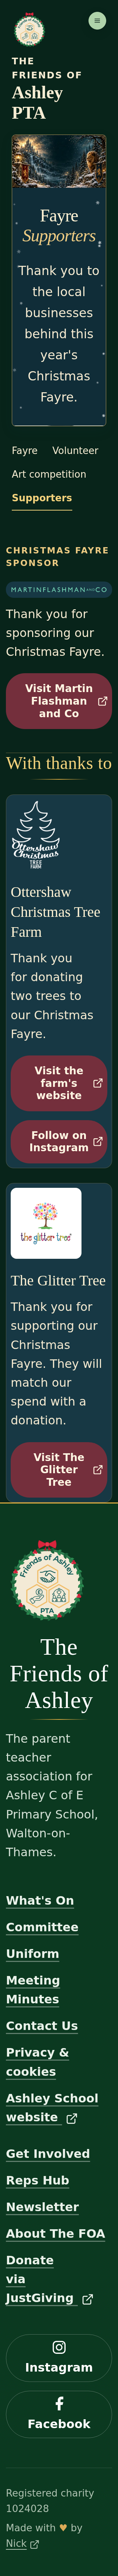 THE
FRIENDS OF
Ashley
PTA
Fayre
Supporters
Thank you to
the local
businesses
behind this
year's
Christmas
Fayre.
Fayre Volunteer
Art competition
Supporters
CHRISTMAS FAYRE
SPONSOR
Thank you for
sponsoring our
Christmas Fayre.
Visit Martin
Flashman
and Co
With thanks to
Ottershaw
Christmas
TREE
FARM
Ottershaw
Christmas Tree
Farm
Thank you
for donating
two trees to
our Christmas
Fayre.
Visit the
farm's
website
Follow on
Instagram
the glitter tree
The Glitter Tree
Thank you for
supporting our
Christmas
Fayre. They will
match our
spend with a
donation.
Visit The
Glitter
Tree
Friends of Ashley
PTA
The
Friends of
Ashley
The parent
teacher
association for
Ashley C of E
Primary School,
Walton-on-
Thames.
What's On
Committee
Uniform
Meeting
Minutes
Contact Us
Privacy &
cookies
Ashley School
website
Get Involved
Reps Hub
Newsletter
About The FOA
Donate
via
JustGiving
Instagram
Facebook
Registered charity
1024028
Made with ♥ by
Nick